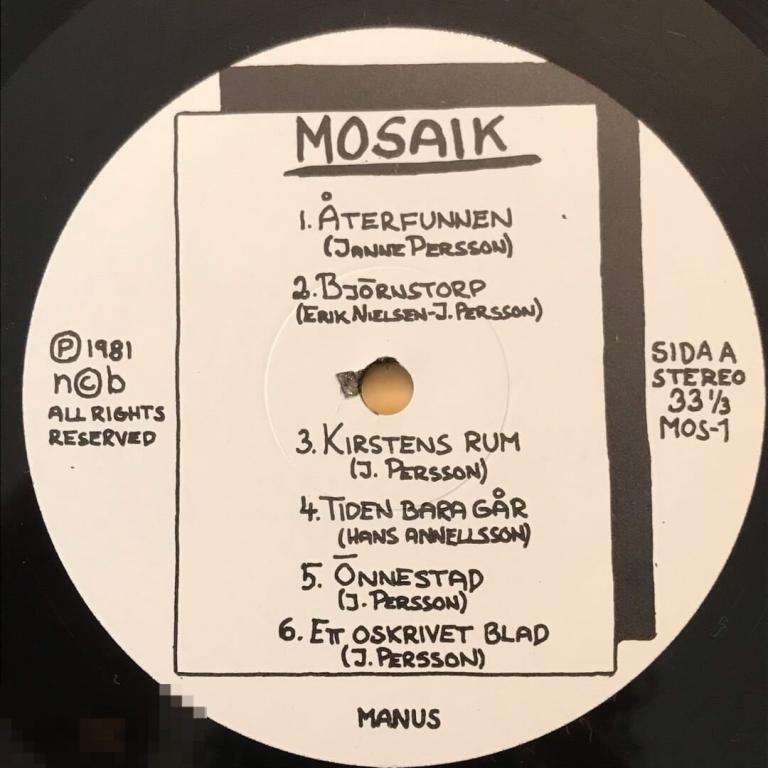 MOSAIK
1. ÅTERFUNNEN
(JANNE PERSSON)
2. BJÖRNSTORP
(ERIK NIELSEN-J. PERSSON)
Ⓟ 1981
n©b
ALL RIGHTS
RESERVED
SIDA A
STEREO
33 1/3
MOS-1
3. KIRSTENS RUM
(J. PERSSON)
4. TIDEN BARA GÅR
(HANS ANNELLSSON)
5. ÖNNESTAD
(J. PERSSON)
6. ETT OSKRIVET BLAD
(J. PERSSON)
MANUS